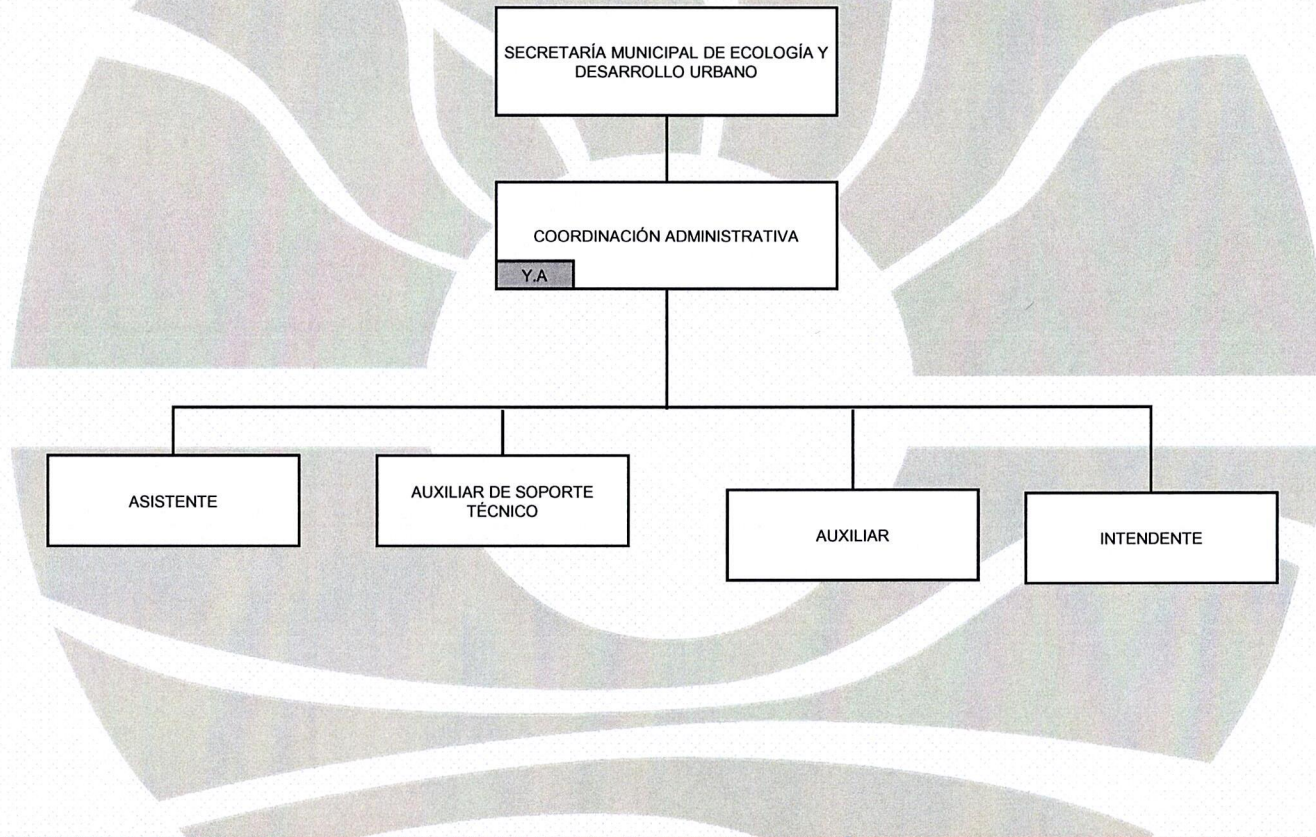 SECRETARÍA MUNICIPAL DE ECOLOGÍA Y
DESARROLLO URBANO
COORDINACIÓN ADMINISTRATIVA
Y.A
ASISTENTE
AUXILIAR DE SOPORTE
TÉCNICO
AUXILIAR
INTENDENTE